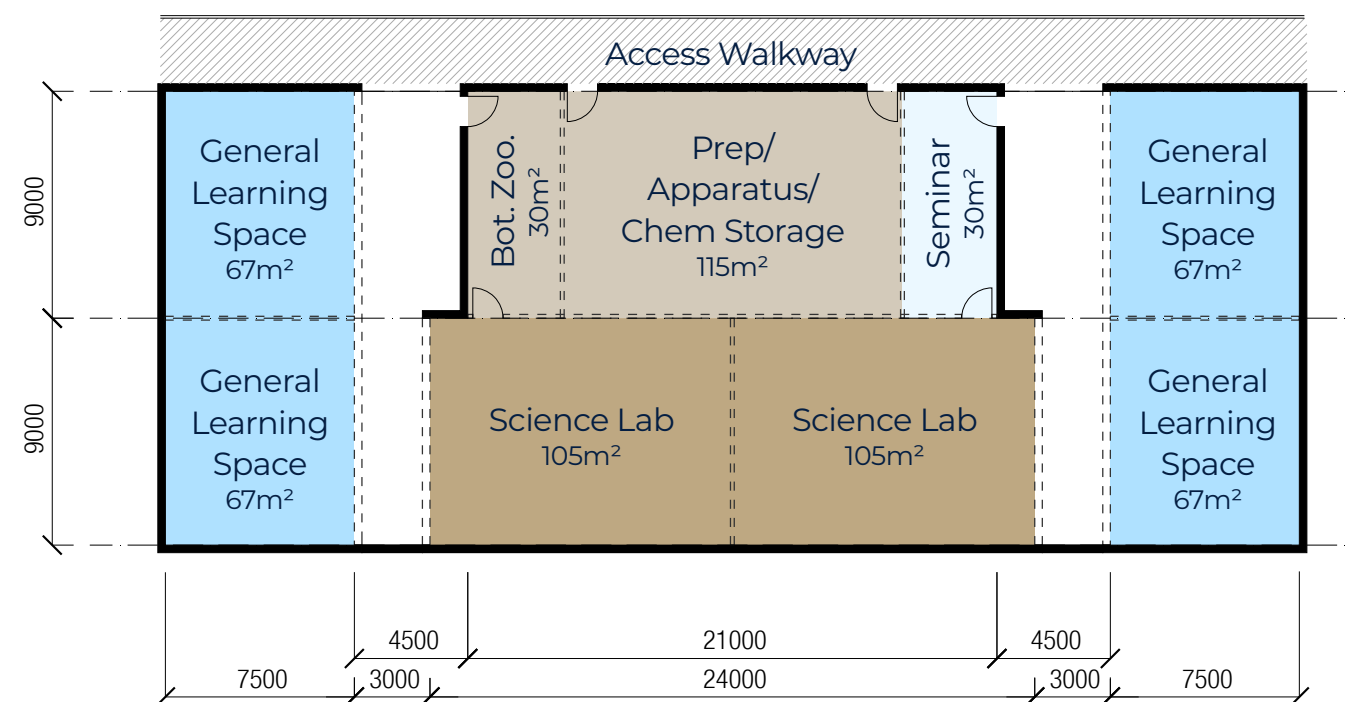 Access Walkway
General
Learning
Space
67m²
Bot. Zoo.
30m²
Prep/
Apparatus/
Chem Storage
115m²
Seminar
30m²
General
Learning
Space
67m²
9000
General
Learning
Space
67m²
Science Lab
105m²
Science Lab
105m²
General
Learning
Space
67m²
9000
4500
21000
4500
7500
3000
24000
3000
7500